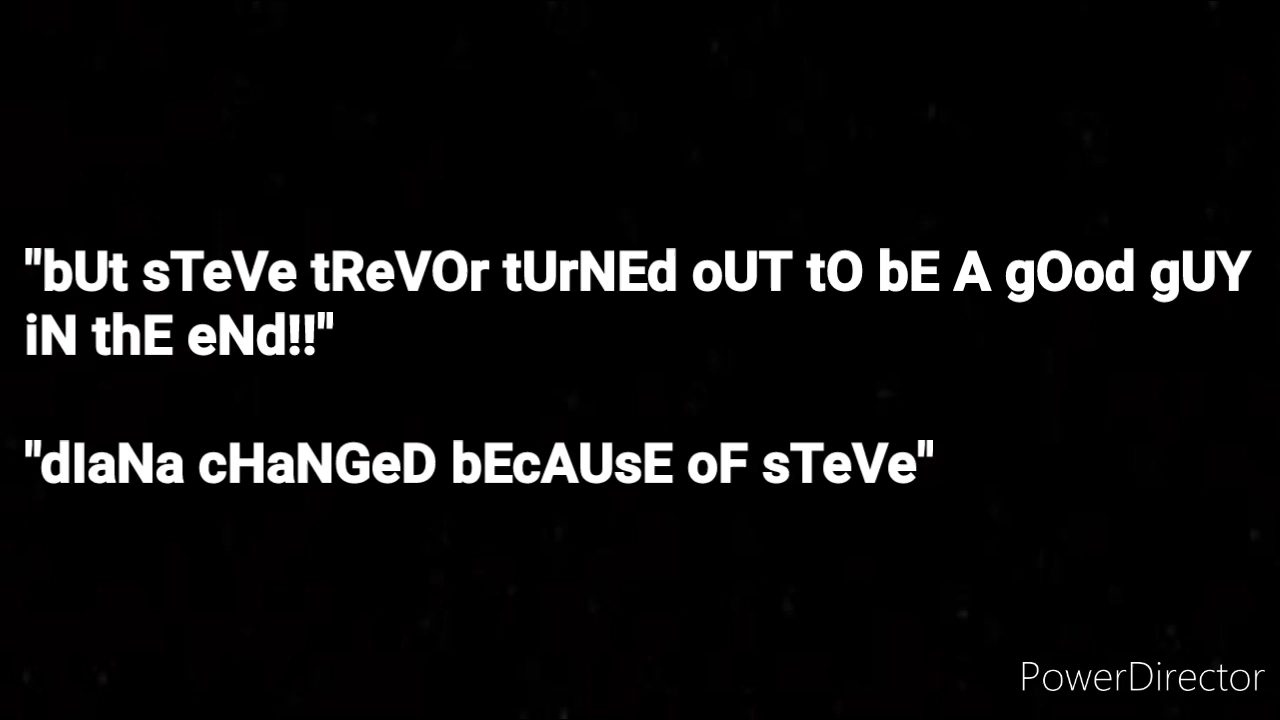 "bUt sTeVe tReVOr tUrNEd oUT tO bE A gOod gUY
iN thE eNd!!"
"dIaNa cHaNGeD bEcAUsE oF sTeVe"
PowerDirector